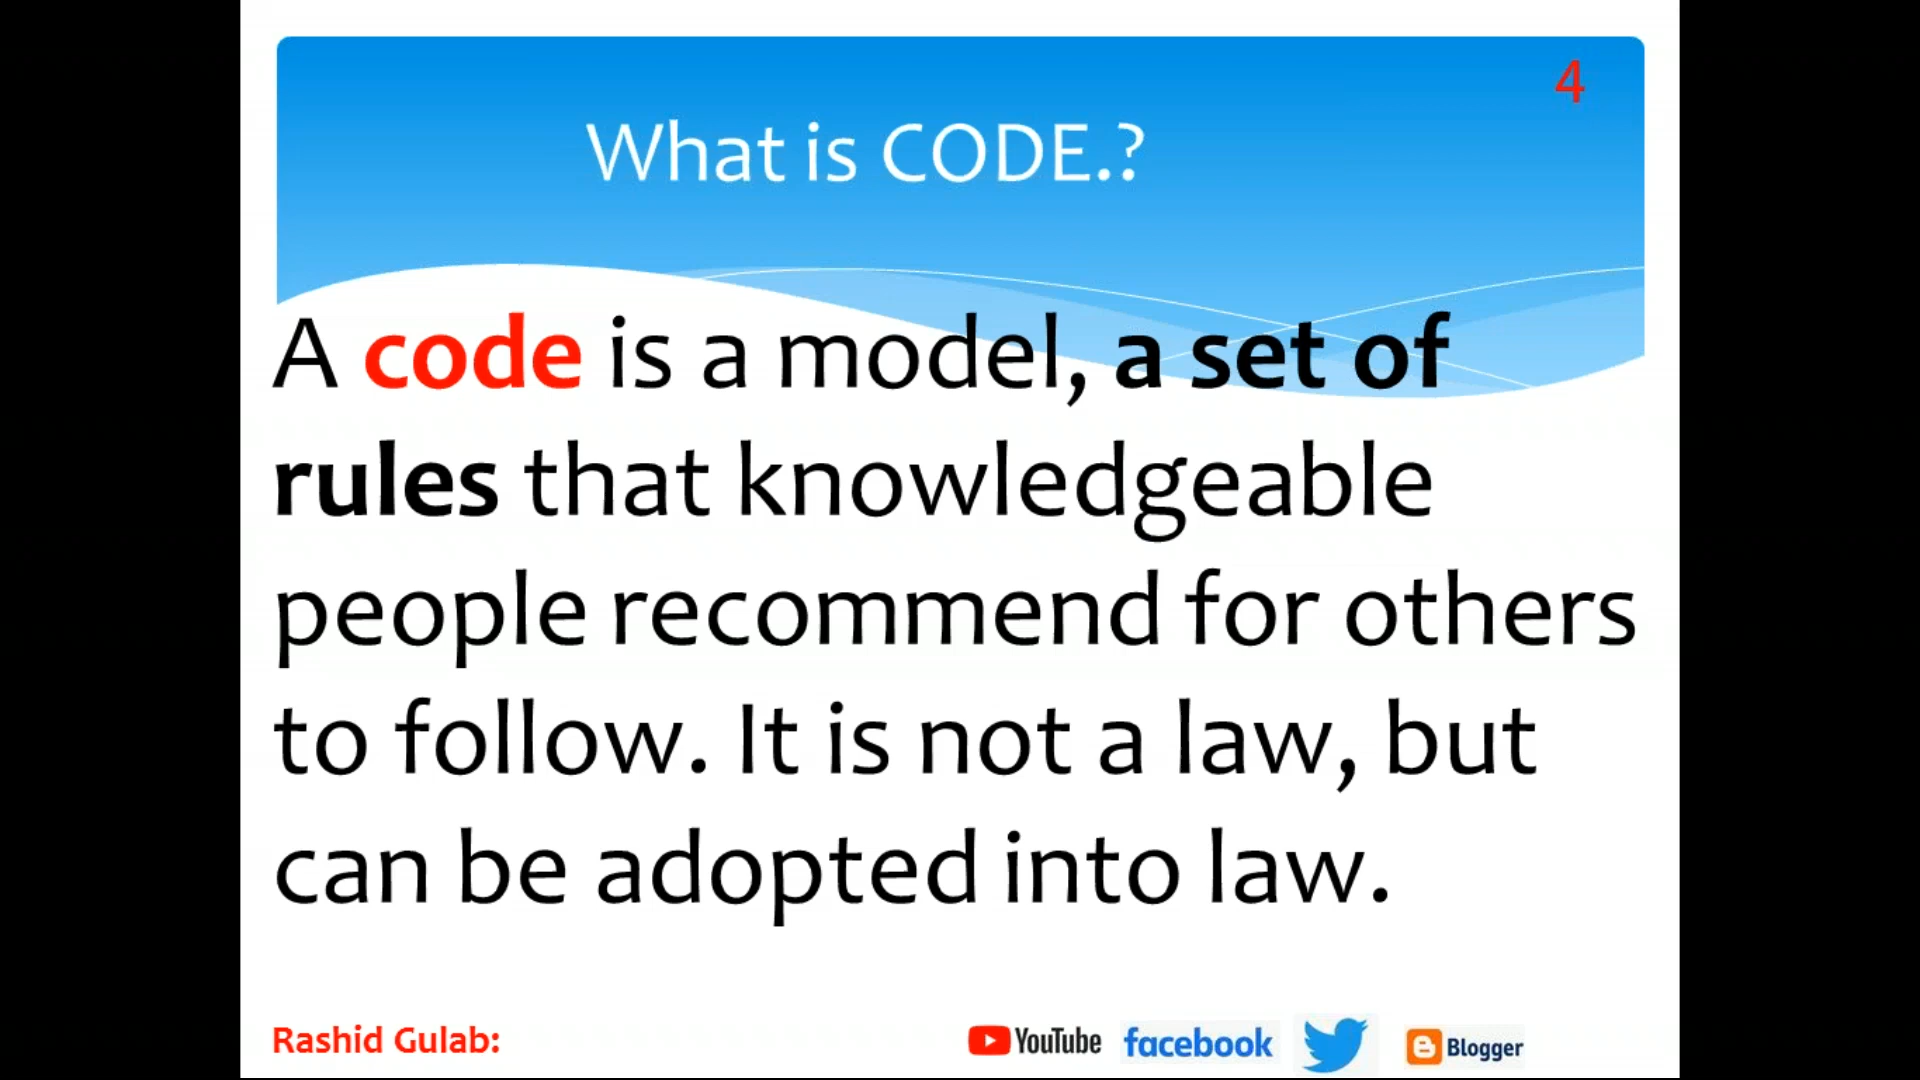 4
What is CODE.?
A code is a model, a set of
rules that knowledgeable
people recommend for others
to follow. It is not a law, but
can be adopted into law.
Rashid Gulab:
YouTube facebook Blogger